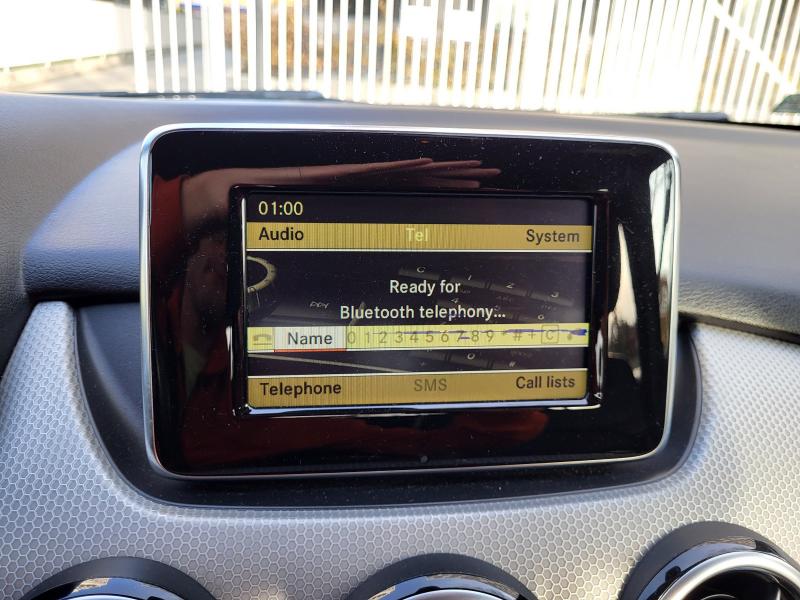 01:00
Audio Tel System
Ready for
Bluetooth telephony...
Name 0 1 2 3 4 5 6 7 8 9 * # + C
Telephone SMS Call lists